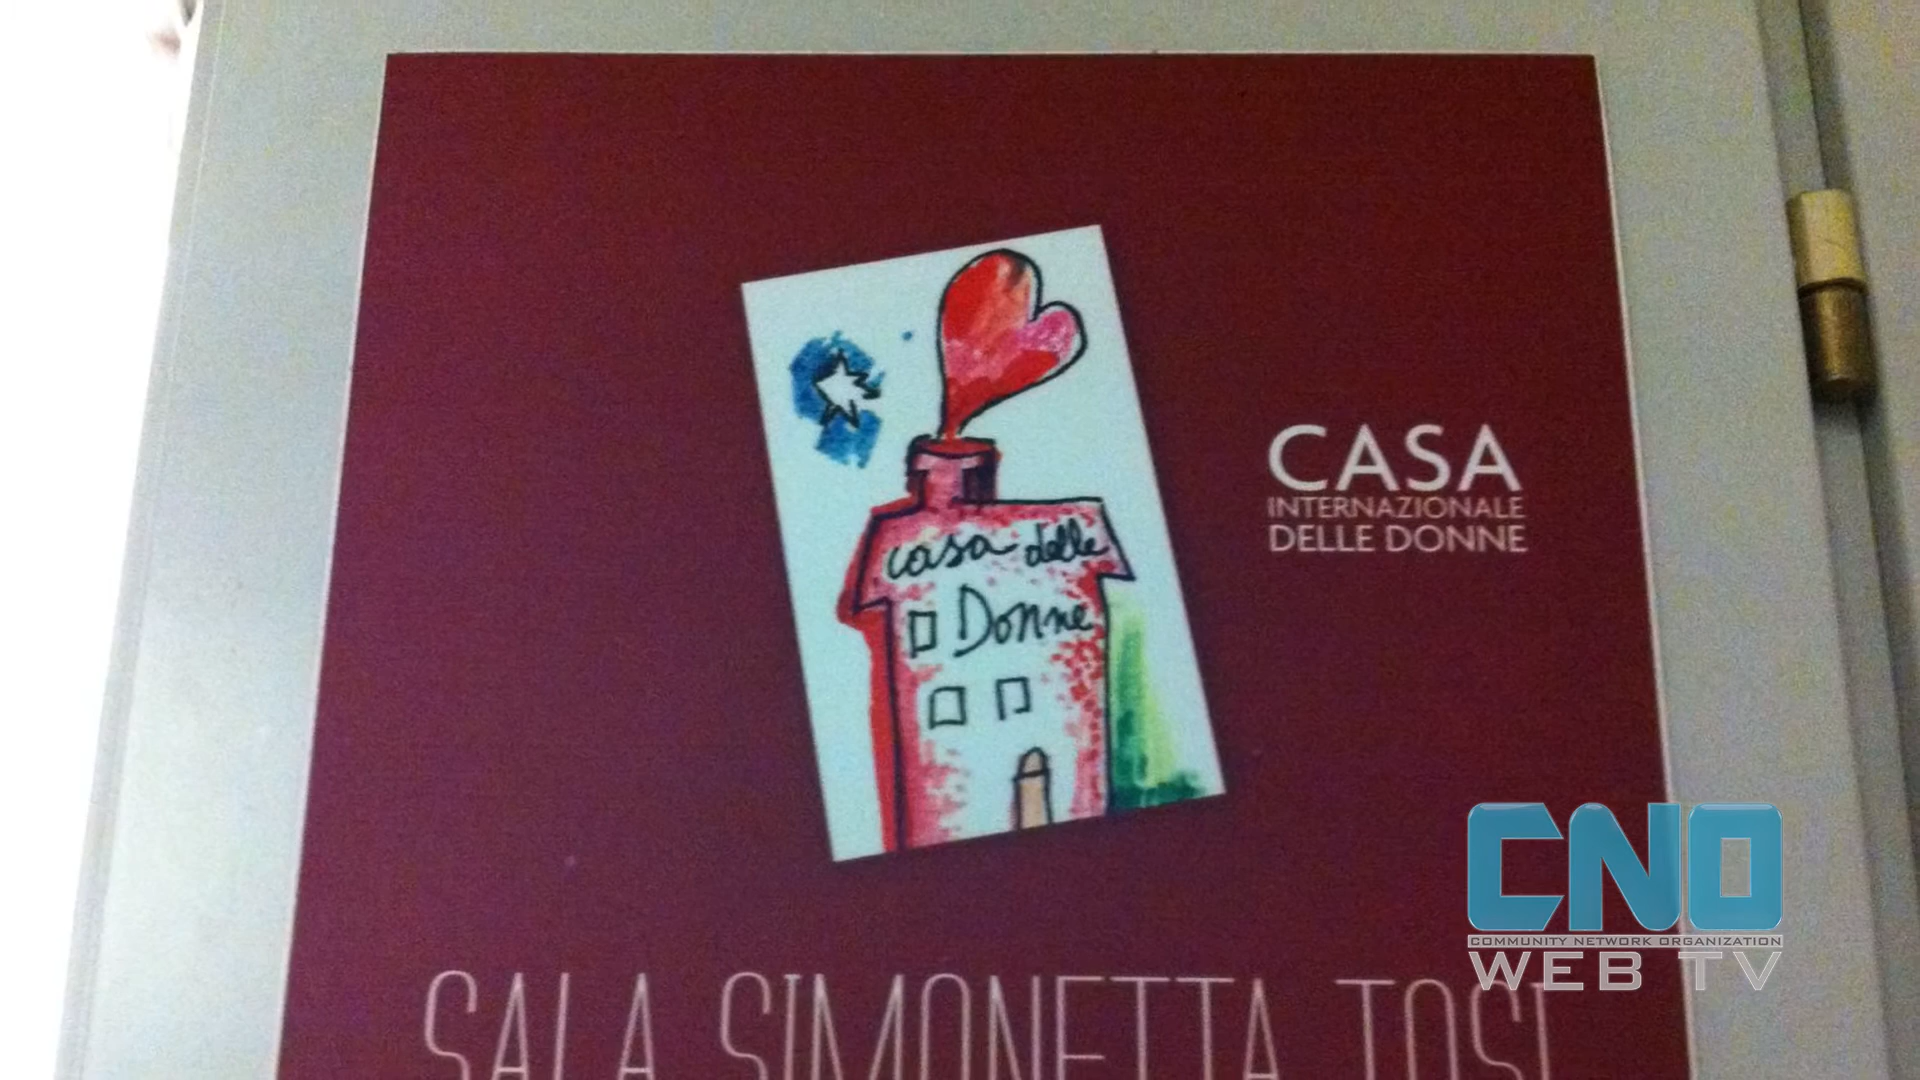 CASA
INTERNAZIONALE
DELLE DONNE
casa delle
Donne
SALA SIMONETTA TOSI
CNO
COMMUNITY NETWORK ORGANIZATION
WEB TV